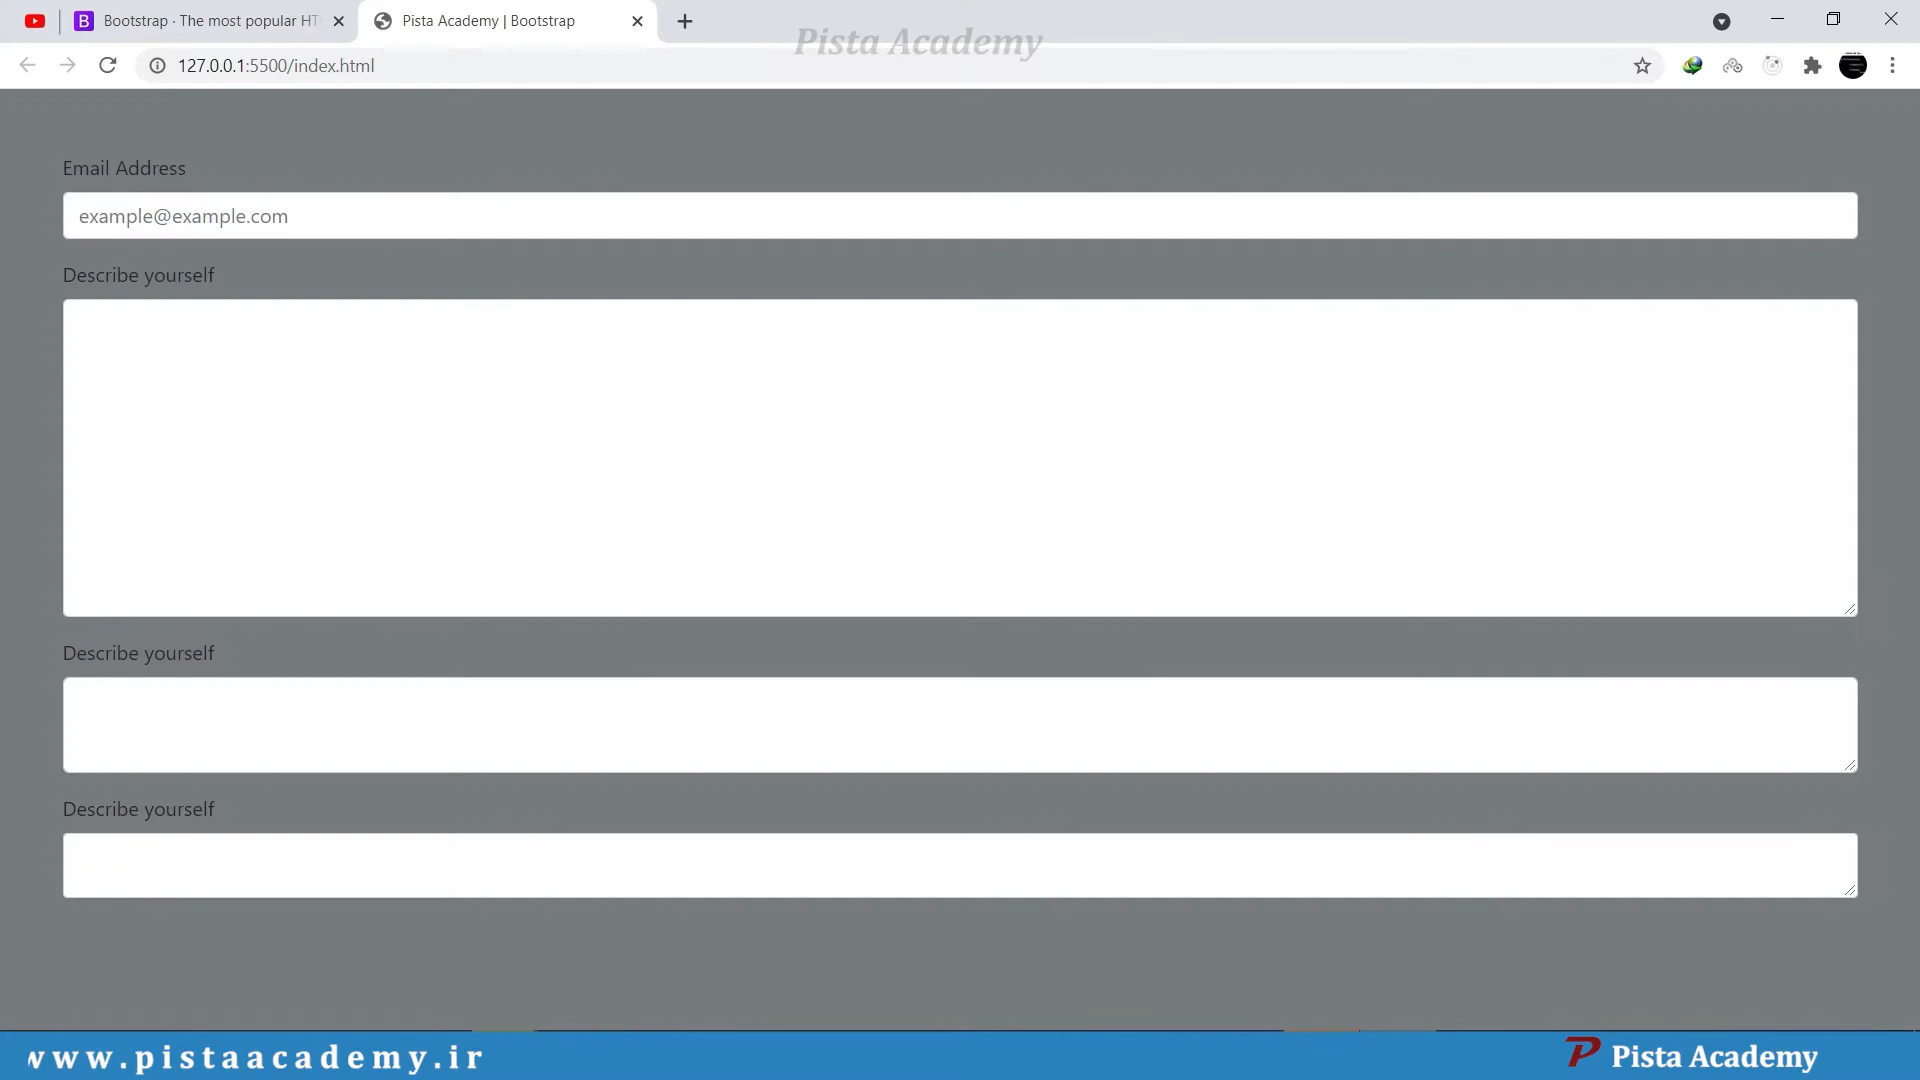 Bootstrap · The most popular HT
Pista Academy | Bootstrap
Pista Academy
127.0.0.1:5500/index.html
Email Address
example@example.com
Describe yourself
Describe yourself
Describe yourself
www.pistaacademy.ir
Pista Academy